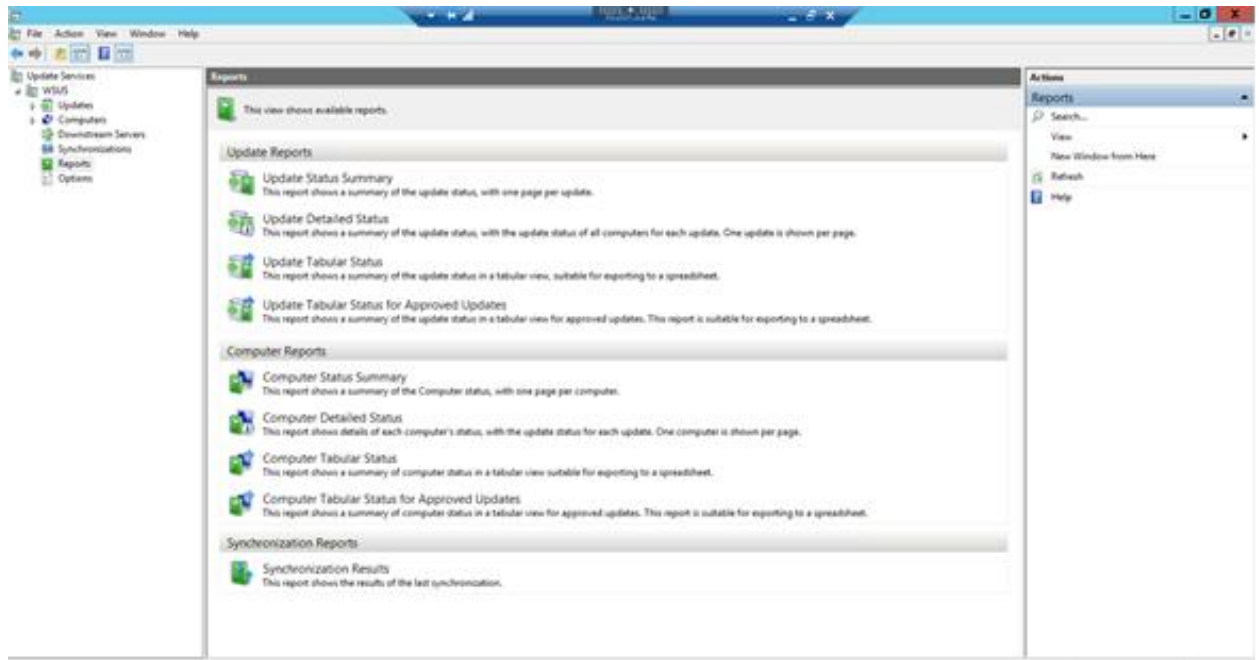 File Action View Window Help
Update Services
WSUS
Updates
Computers
Downstream Servers
Synchronizations
Reports
Options
Reports
This view shows available reports.
Update Reports
Update Status Summary
This report shows a summary of the update status, with one page per update.
Update Detailed Status
This report shows a summary of the update status, with the update status of all computers for each update. One update is shown per page.
Update Tabular Status
This report shows a summary of the update status in a tabular view, suitable for exporting to a spreadsheet.
Update Tabular Status for Approved Updates
This report shows a summary of the update status in a tabular view for approved updates. This report is suitable for exporting to a spreadsheet.
Computer Reports
Computer Status Summary
This report shows a summary of the Computer status, with one page per computer.
Computer Detailed Status
This report shows details of each computer's status, with the update status for each update. One computer is shown per page.
Computer Tabular Status
This report shows a summary of computer status in a tabular view suitable for exporting to a spreadsheet.
Computer Tabular Status for Approved Updates
This report shows a summary of computer status in a tabular view for approved updates. This report is suitable for exporting to a spreadsheet.
Synchronization Reports
Synchronization Results
This report shows the results of the last synchronization.
Actions
Reports
Search...
View
New Window from Here
Refresh
Help